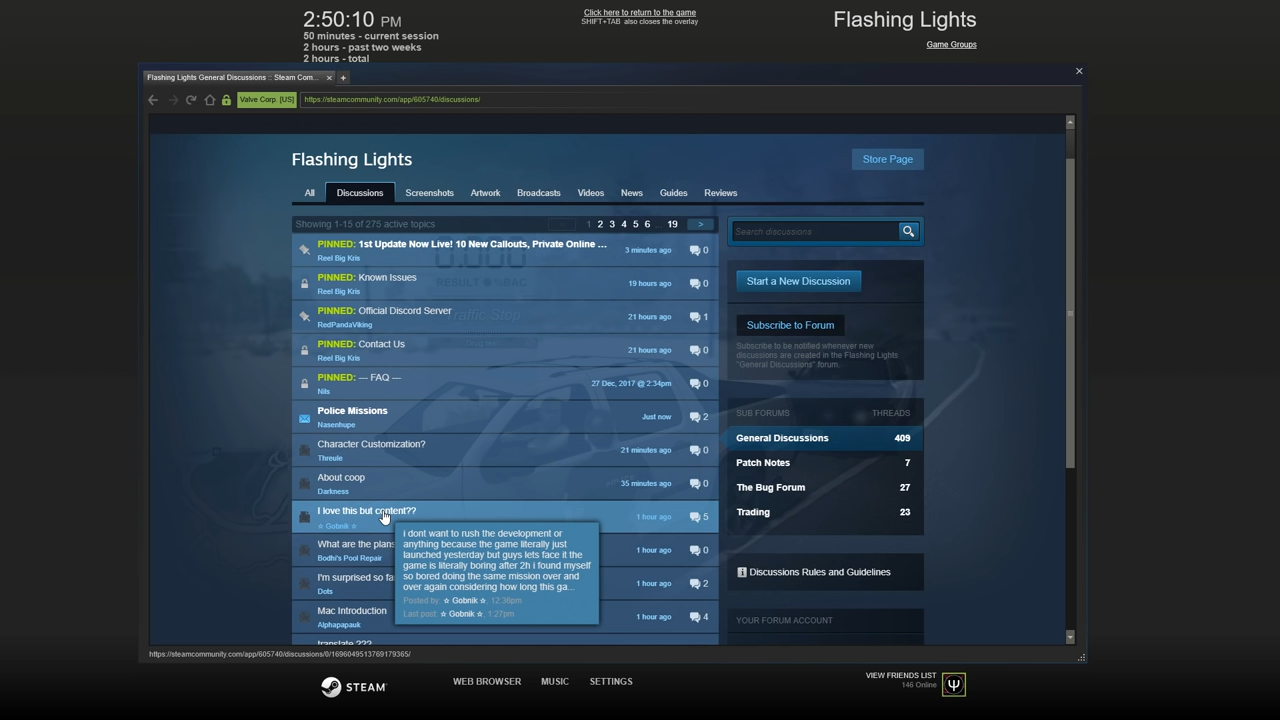 2:50:10 PM
50 minutes - current session
2 hours - past two weeks
2 hours - total
Click here to return to the game
SHIFT+TAB also closes the overlay
Flashing Lights
Game Groups
Flashing Lights General Discussions :: Steam Com...
Valve Corp. [US]
https://steamcommunity.com/app/605740/discussions/
Flashing Lights
Store Page
All Discussions Screenshots Artwork Broadcasts Videos News Guides Reviews
Showing 1-15 of 275 active topics
1 2 3 4 5 6 ... 19 >
PINNED: 1st Update Now Live! 10 New Callouts, Private Online ...
Reel Big Kris
3 minutes ago
0
PINNED: Known Issues
Reel Big Kris
19 hours ago
0
PINNED: Official Discord Server
RedPandaViking
21 hours ago
1
PINNED: Contact Us
Reel Big Kris
21 hours ago
0
PINNED: — FAQ —
Nils
27 Dec, 2017 @ 2:34pm
0
Police Missions
Nasenhupe
Just now
2
Character Customization?
Threule
21 minutes ago
0
About coop
Darkness
35 minutes ago
0
I love this but content??
☆ Gobnik ☆
1 hour ago
5
What are the plans
Bodhi's Pool Repair
1 hour ago
0
I'm surprised so fa
Dots
1 hour ago
2
Mac Introduction
Alphapapauk
1 hour ago
4
translate ???
i dont want to rush the development or
anything because the game literally just
launched yesterday but guys lets face it the
game is literally boring after 2h i found myself
so bored doing the same mission over and
over again considering how long this ga...
Posted by: ☆ Gobnik ☆, 12:36pm
Last post: ☆ Gobnik ☆, 1:27pm
0.000
RESULT %BAC
Traffic Stop
Search discussions
Start a New Discussion
Subscribe to Forum
Subscribe to be notified whenever new
discussions are created in the Flashing Lights
"General Discussions" forum.
SUB FORUMS THREADS
General Discussions 409
Patch Notes 7
The Bug Forum 27
Trading 23
Discussions Rules and Guidelines
YOUR FORUM ACCOUNT
https://steamcommunity.com/app/605740/discussions/0/1696049513769179365/
STEAM
WEB BROWSER MUSIC SETTINGS
VIEW FRIENDS LIST
146 Online